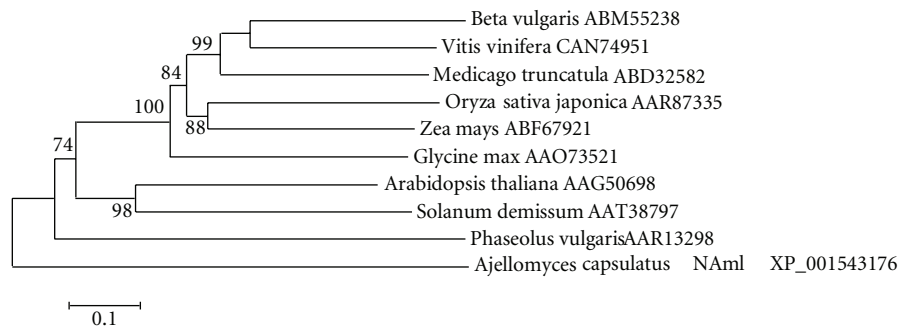 Beta vulgaris ABM55238
99
Vitis vinifera CAN74951
84
Medicago truncatula ABD32582
100
Oryza sativa japonica AAR87335
88
Zea mays ABF67921
74
Glycine max AAO73521
Arabidopsis thaliana AAG50698
98
Solanum demissum AAT38797
Phaseolus vulgarisAAR13298
Ajellomyces capsulatus NAml XP_001543176
0.1